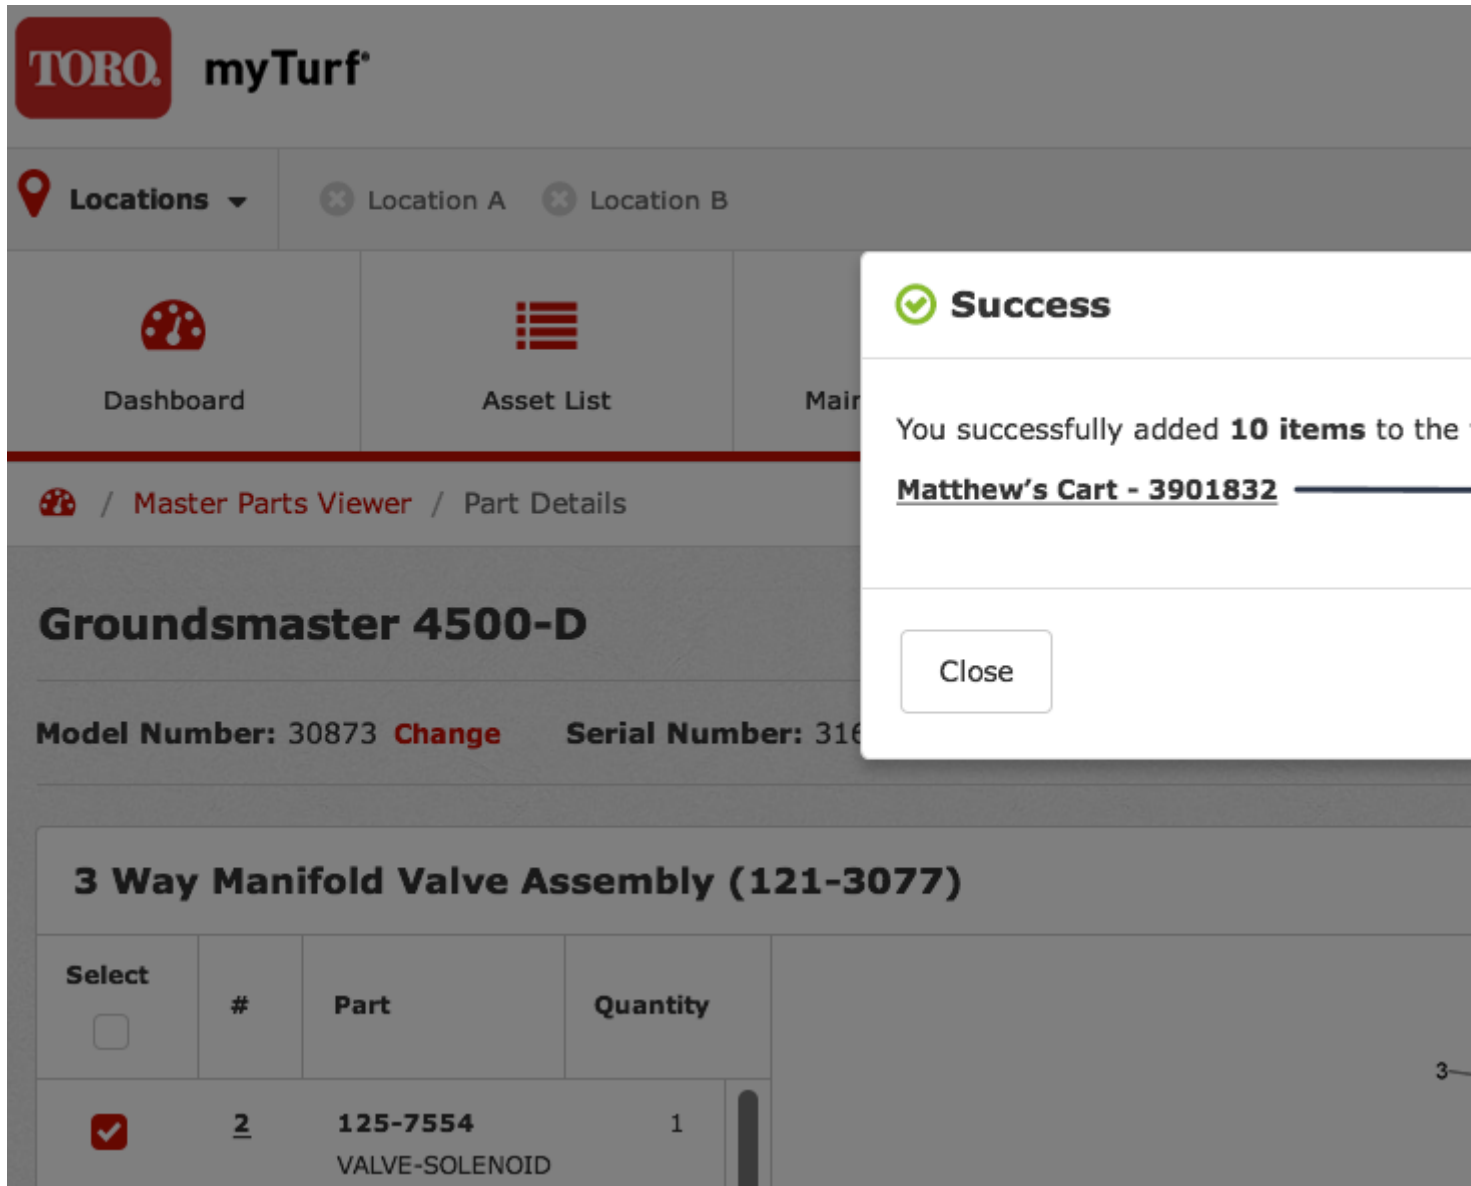 TORO.
myTurf®
Locations
Location A
Location B
Dashboard
Asset List
Success
You successfully added 10 items to the
Matthew’s Cart - 3901832
Close
/ Master Parts Viewer / Part Details
Groundsmaster 4500-D
Model Number: 30873 Change Serial Number: 316
3 Way Manifold Valve Assembly (121-3077)
Select # Part Quantity
2 125-7554 1
VALVE-SOLENOID
3